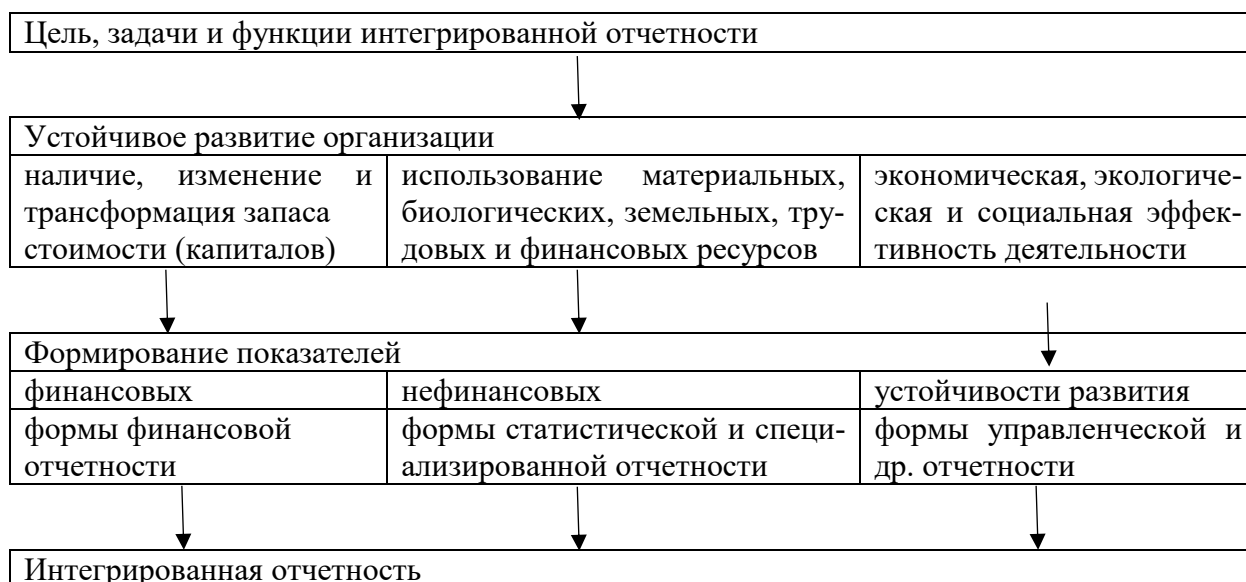 Цель, задачи и функции интегрированной отчетности
Устойчивое развитие организации
наличие, изменение и
трансформация запаса
стоимости (капиталов)
использование материальных,
биологических, земельных, тру-
довых и финансовых ресурсов
экономическая, экологиче-
ская и социальная эффек-
тивность деятельности
Формирование показателей
финансовых
нефинансовых
устойчивости развития
формы финансовой
отчетности
формы статистической и специ-
ализированной отчетности
формы управленческой и
др. отчетности
Интегрированная отчетность